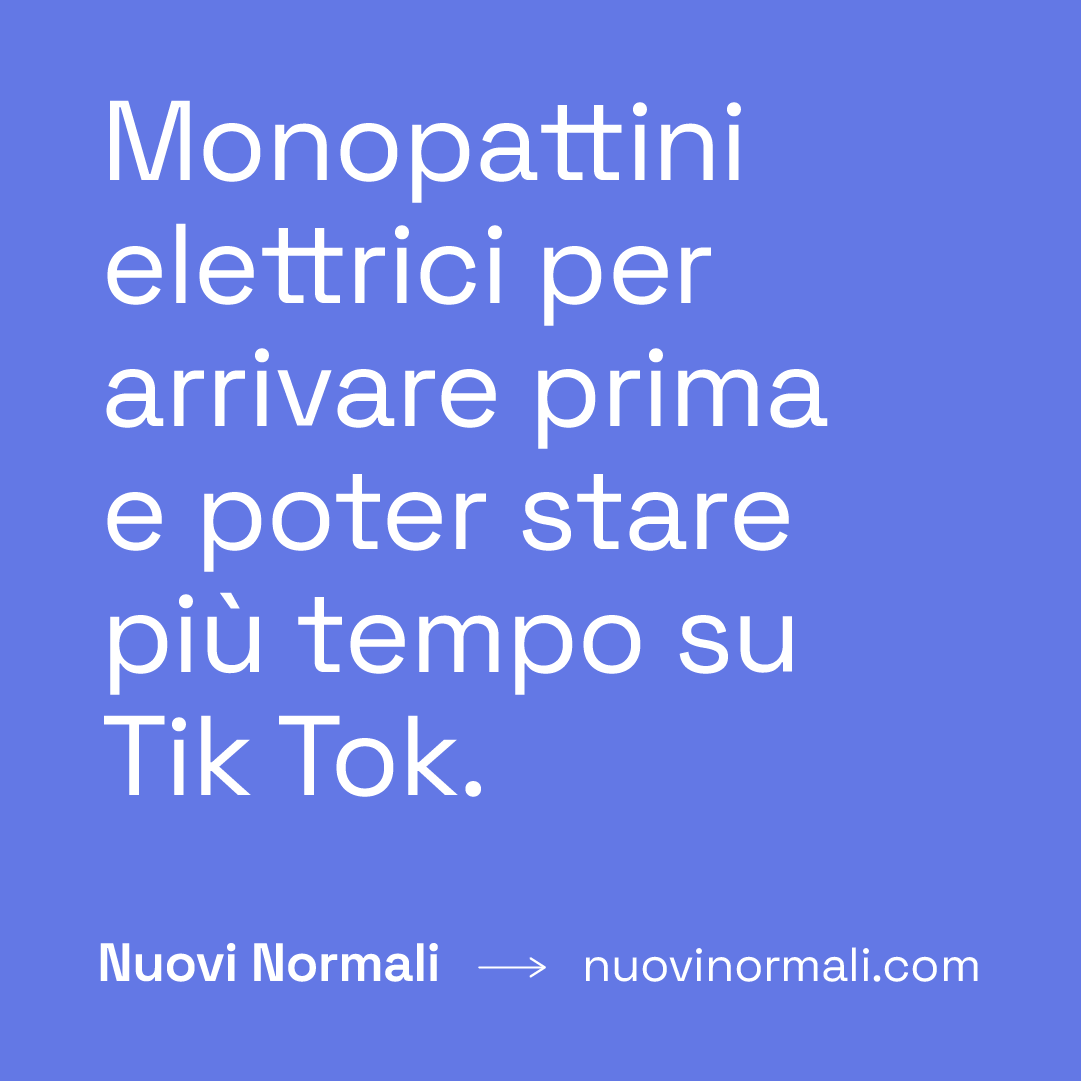 Monopattini
elettrici per
arrivare prima
e poter stare
più tempo su
Tik Tok.
Nuovi Normali → nuovinormali.com